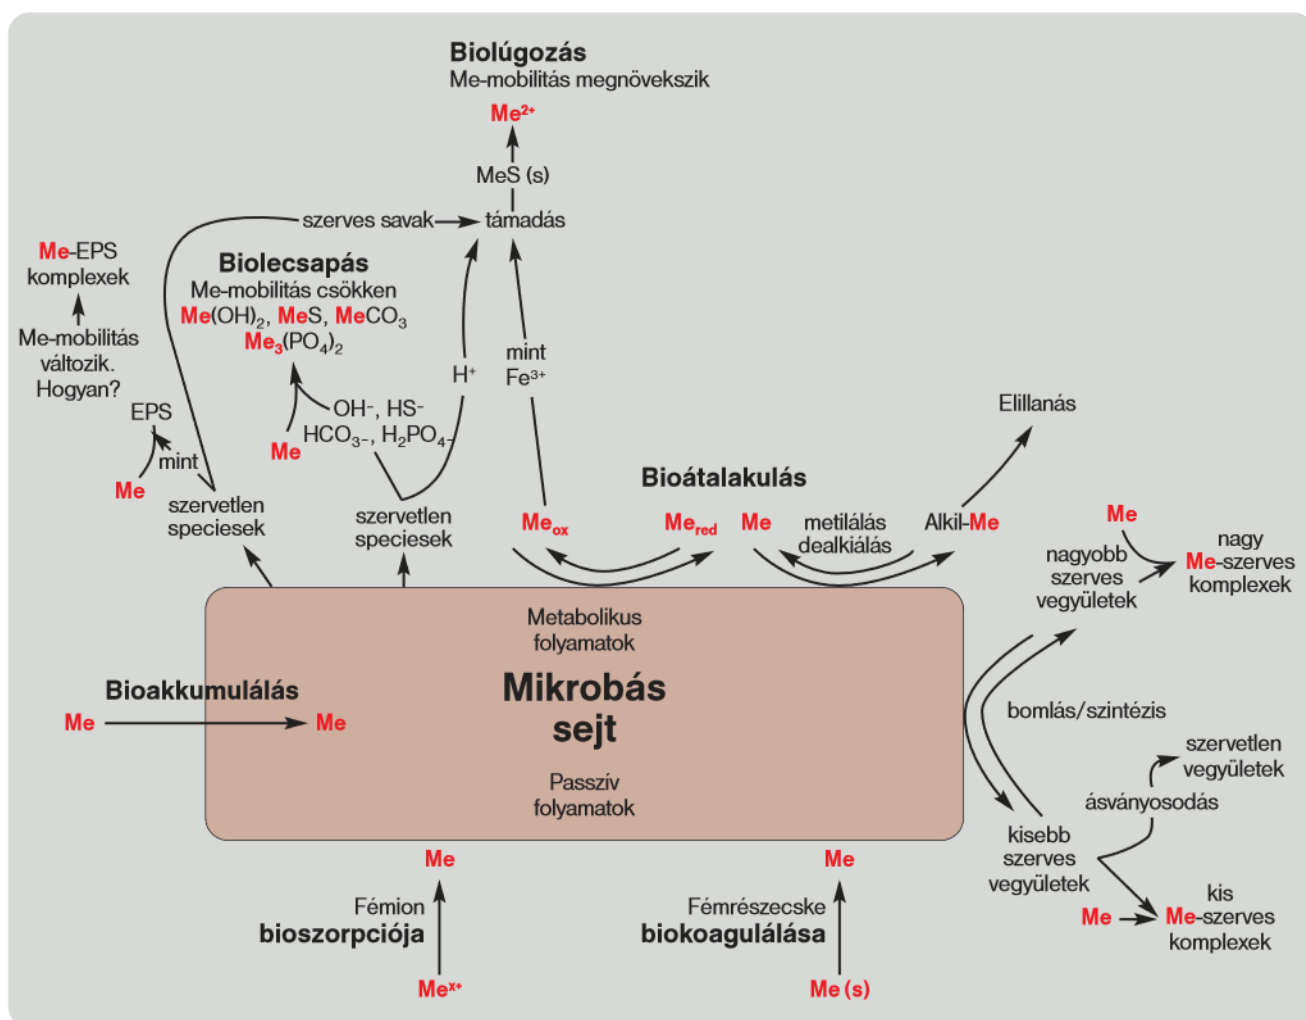 Biolúgozás
Me-mobilitás megnövekszik
Me²⁺
MeS (s)
szerves savak
támadás
Me-EPS
komplexek
Biolecsapás
Me-mobilitás csökken
Me(OH)₂, MeS, MeCO₃
Me₃(PO₄)₂
Me-mobilitás
változik.
Hogyan?
H⁺
mint
Fe³⁺
EPS
OH-, HS-
HCO₃-, H₂PO₄-
Me
mint
Me
Elillanás
Bioátalakulás
szervetlen
speciesek
szervetlen
speciesek
Me_ox
Me_red
Me
metilálás
dealkiálás
Alkil-Me
Me
nagyobb
szerves
vegyületek
nagy
Me-szerves
komplexek
Metabolikus
folyamatok
Mikrobás
sejt
Bioakkumulálás
Me
Me
bomlás/szintézis
Passzív
folyamatok
szervetlen
vegyületek
ásványosodás
kisebb
szerves
vegyületek
Me
Me
Fémion
bioszorpciója
Fémrészecske
biokoagulálása
Me
kis
Me-szerves
komplexek
Meˣ⁺
Me (s)